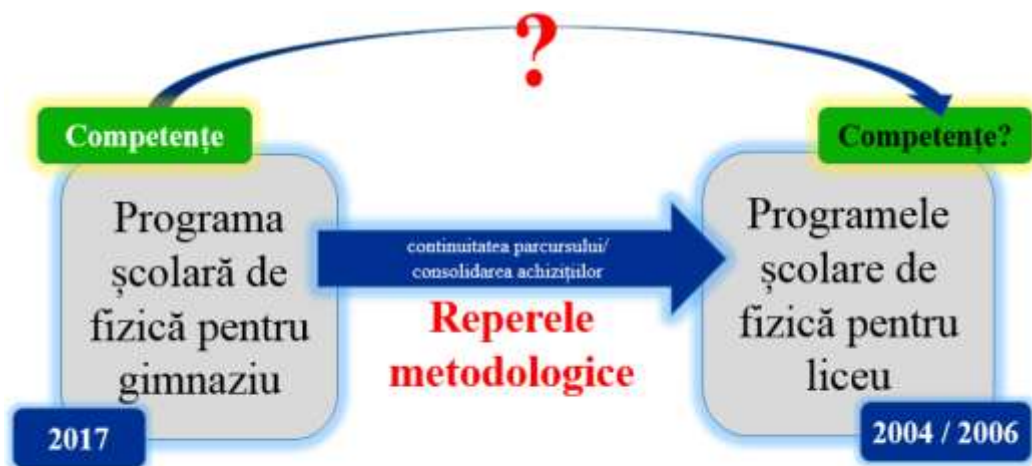 ?
Competențe
Competențe?
Programa
școlară de
fizică pentru
gimnaziu
continuitatea parcursului/
consolidarea achizițiilor
Reperele
metodologice
Programele
școlare de
fizică pentru
liceu
2017
2004 / 2006